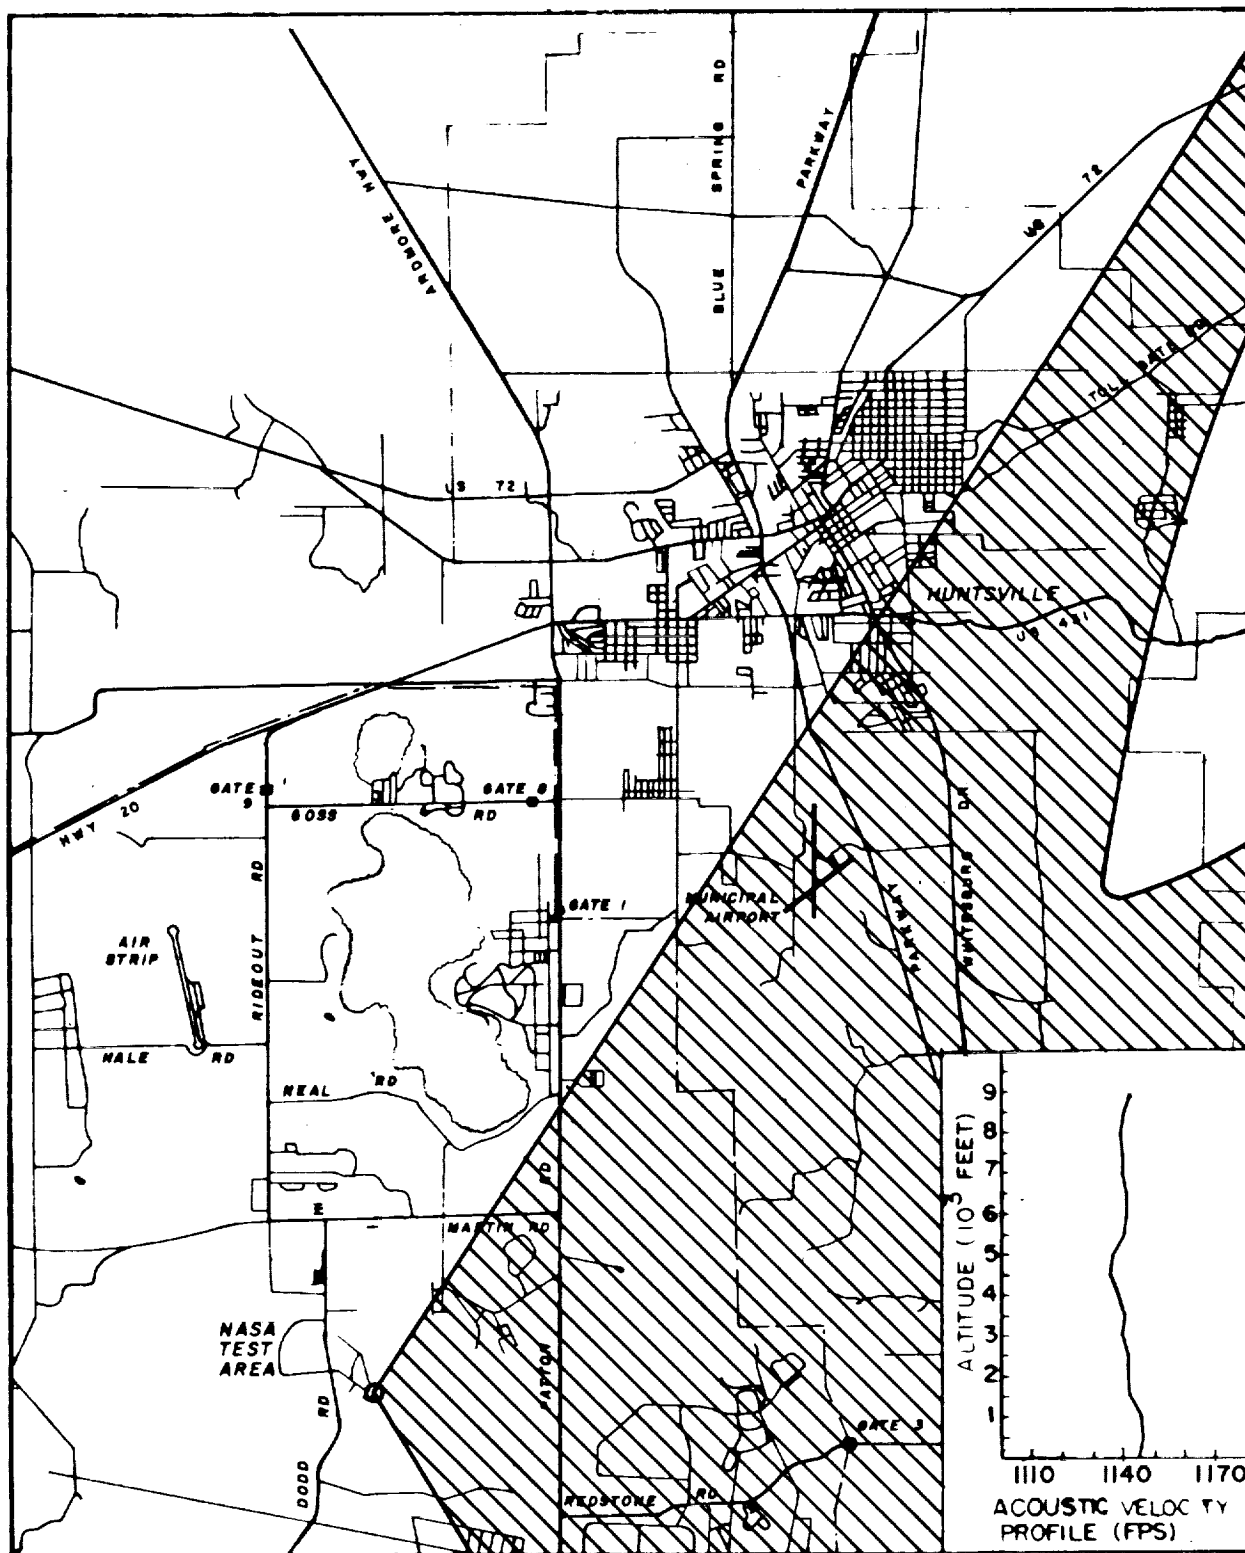 ARDMORE HWY
BLUE SPRING RD
PARKWAY
US 72
TOLL GATE RD
US 72
HUNTSVILLE
US 431
GATE 9
GATE 8
GOSS RD
HWY 20
RIDEOUT RD
GATE 1
MUNICIPAL
AIRPORT
PARKWAY
WHITESBURG DR
AIR
STRIP
HALE RD
NEAL RD
MARTIN RD
PATTON RD
NASA
TEST
AREA
DODD RD
GATE 3
REDSTONE RD
ALTITUDE (10³ FEET)
9
8
7
6
5
4
3
2
1
1110 1140 1170
ACOUSTIC VELOC TY
PROFILE (FPS)